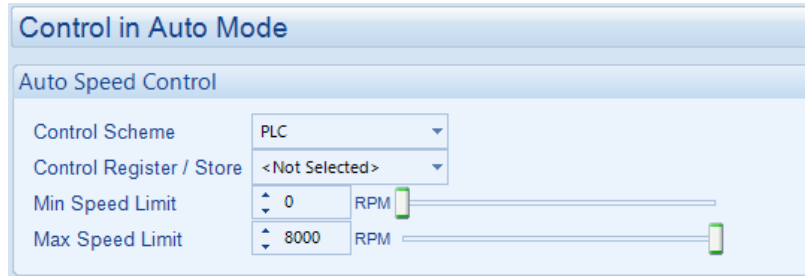 Control in Auto Mode
Auto Speed Control
Control Scheme PLC
Control Register / Store <Not Selected>
Min Speed Limit 0 RPM
Max Speed Limit 8000 RPM